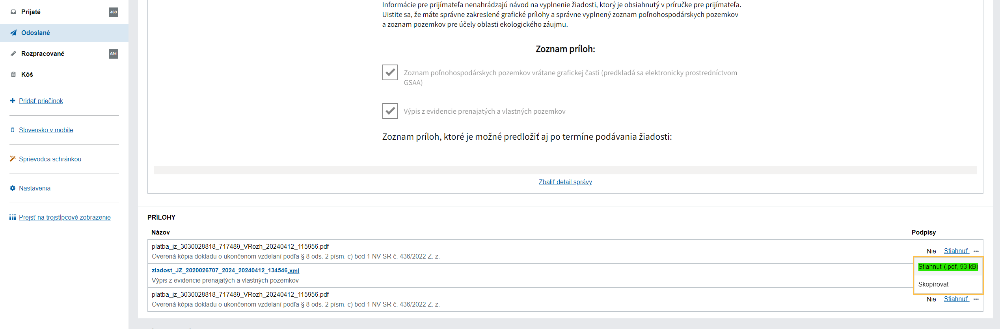 Prijaté
469
Odoslané
Rozpracované
691
Kôš
Pridať priečinok
Slovensko v mobile
Sprievodca schránkou
Nastavenia
Prejsť na trojstĺpcové zobrazenie
Informácie pre prijímateľa nenahrádzajú návod na vyplnenie žiadosti, ktorý je obsiahnutý v príručke pre prijímateľa.
Uistite sa, že máte správne zakreslené grafické prílohy a správne vyplnený zoznam poľnohospodárskych pozemkov
a zoznam pozemkov pre účely oblasti ekologického záujmu.
Zoznam príloh:
Zoznam poľnohospodárskych pozemkov vrátane grafickej časti (predkladá sa elektronicky prostredníctvom
GSAA)
Výpis z evidencie prenajatých a vlastných pozemkov
Zoznam príloh, ktoré je možné predložiť aj po termíne podávania žiadosti:
Zbaliť detail správy
PRÍLOHY
Názov Podpisy
platba_jz_3030028818_717489_VRozh_20240412_115956.pdf
Overená kópia dokladu o ukončenom vzdelaní podľa § 8 ods. 2 písm. c) bod 1 NV SR č. 436/2022 Z. z.
Nie Stiahnuť
Stiahnuť (.pdf, 93 kB)
Skopírovať
ziadost_JZ_2020026707_2024_20240412_134546.xml
Výpis z evidencie prenajatých a vlastných pozemkov
platba_jz_3030028818_717489_VRozh_20240412_115956.pdf
Overená kópia dokladu o ukončenom vzdelaní podľa § 8 ods. 2 písm. c) bod 1 NV SR č. 436/2022 Z. z.
Nie Stiahnuť